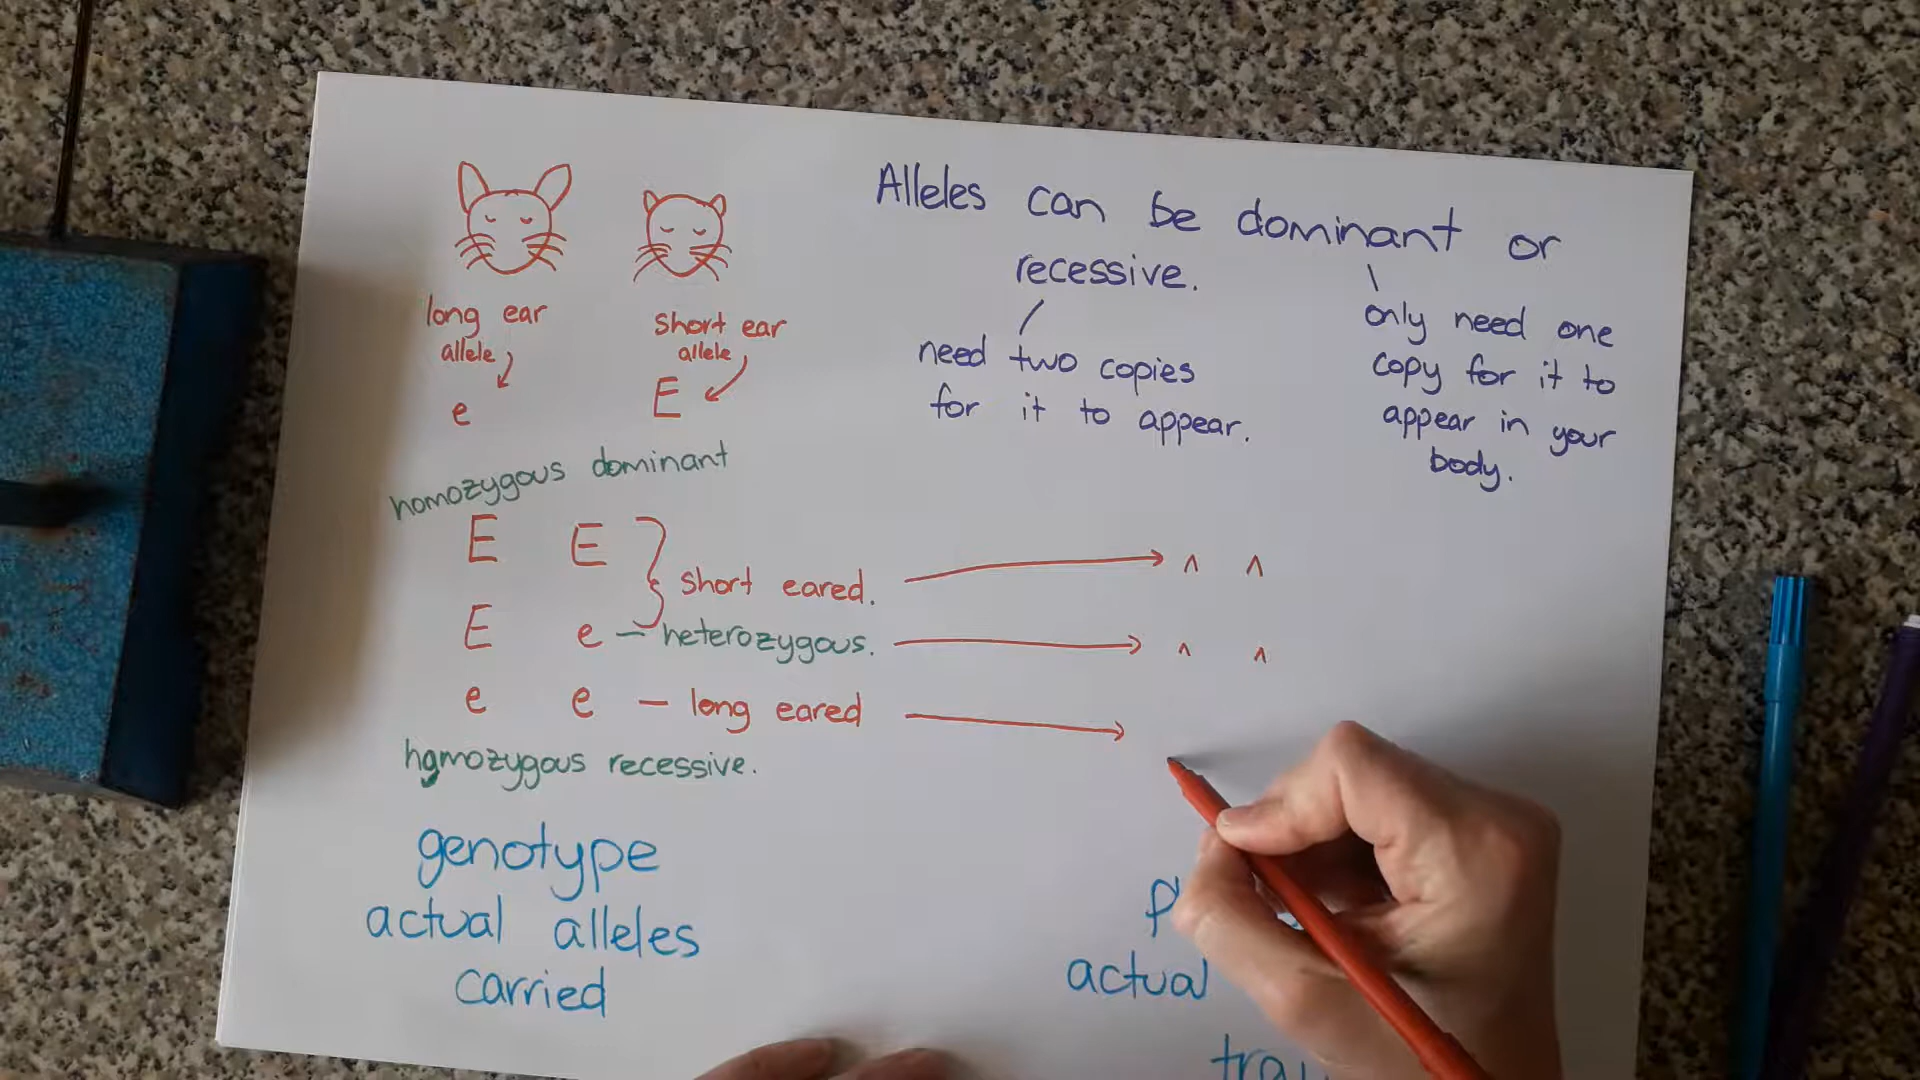 Alleles can be dominant or
recessive.
need two copies
for it to appear.
only need one
copy for it to
appear in your
body.
long ear
allele
e
short ear
allele
E
homozygous dominant
E E
short eared.
E e – heterozygous.
e e – long eared
homozygous recessive.
genotype
actual alleles
carried
actual